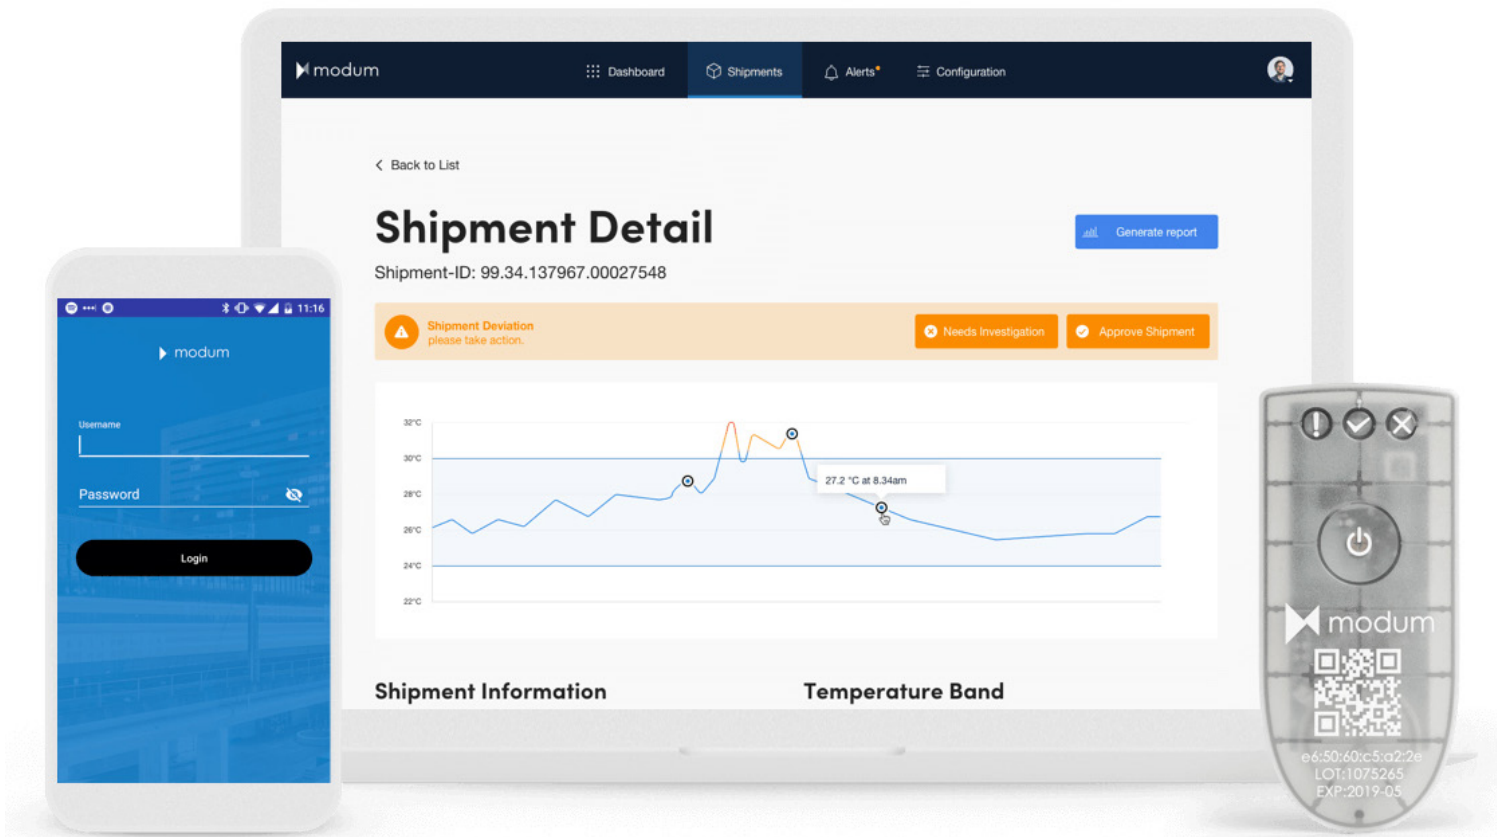 modum
Dashboard
Shipments
Alerts
Configuration
Back to List
Shipment Detail
Generate report
Shipment-ID: 99.34.137967.00027548
Shipment Deviation
please take action.
Needs Investigation
Approve Shipment
32°C
30°C
28°C
26°C
24°C
22°C
27.2 °C at 8.34am
Shipment Information
Temperature Band
11:16
modum
Username
Password
Login
modum
e6:50:60:c5:a2:2e
LOT:1075265
EXP:2019-05